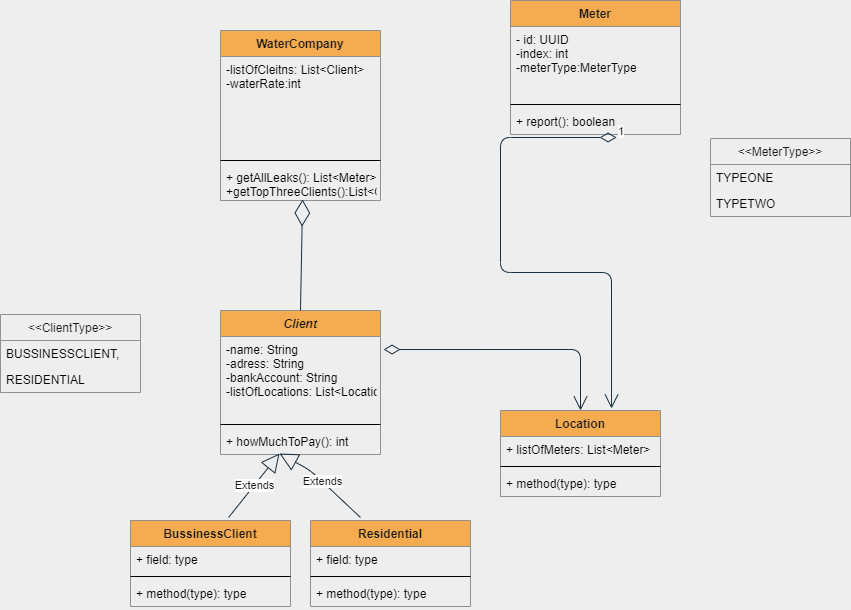 WaterCompany
-listOfCleitns: List<Client>
-waterRate:int
+ getAllLeaks(): List<Meter>
+getTopThreeClients():List<
Meter
- id: UUID
-index: int
-meterType:MeterType
+ report(): boolean
1
<<MeterType>>
TYPEONE
TYPETWO
<<ClientType>>
BUSSINESSCLIENT,
RESIDENTIAL
Client
-name: String
-adress: String
-bankAccount: String
-listOfLocations: List<Locatic
+ howMuchToPay(): int
Location
+ listOfMeters: List<Meter>
+ method(type): type
Extends
Extends
BussinessClient
+ field: type
+ method(type): type
Residential
+ field: type
+ method(type): type